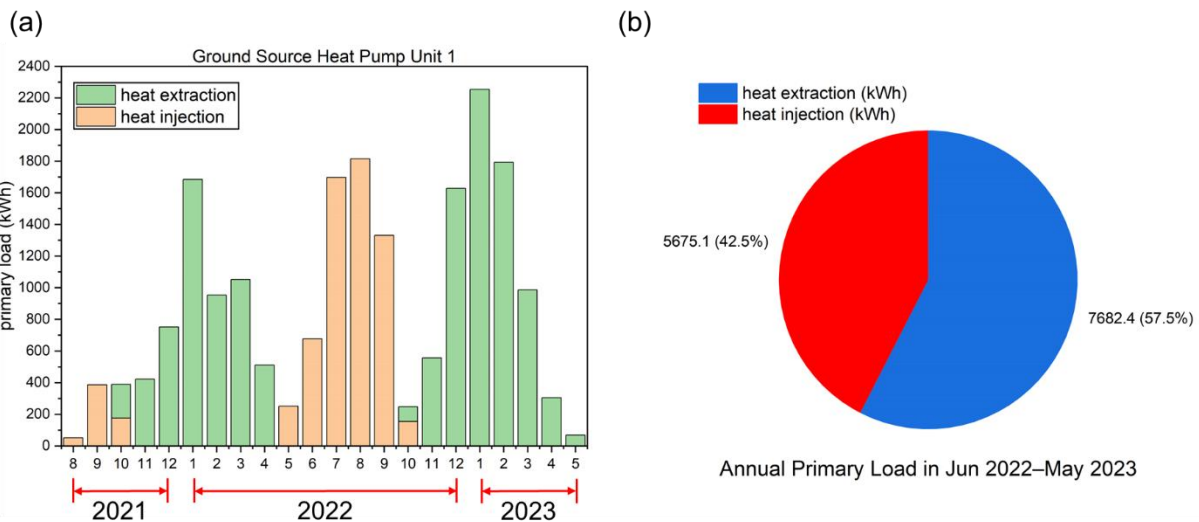 (a)
Ground Source Heat Pump Unit 1
heat extraction
heat injection
primary load (kWh)
2400
2200
2000
1800
1600
1400
1200
1000
800
600
400
200
0
8 9 10 11 12 1 2 3 4 5 6 7 8 9 10 11 12 1 2 3 4 5
2021 2022 2023
(b)
heat extraction (kWh)
heat injection (kWh)
5675.1 (42.5%)
7682.4 (57.5%)
Annual Primary Load in Jun 2022–May 2023